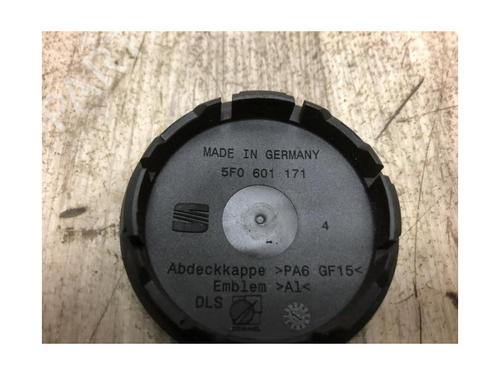 MADE IN GERMANY
5F0 601 171
4
Abdeckkappe >PA6 GF15<
Emblem >Al<
DLS